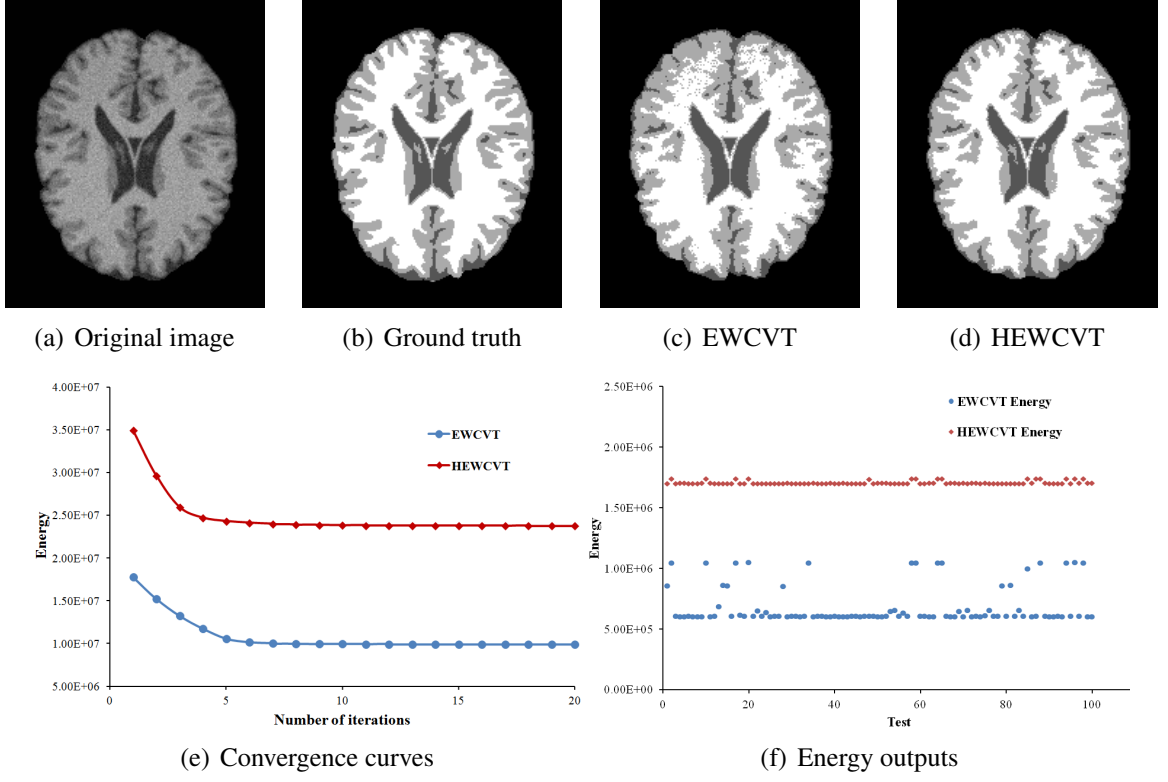 (a) Original image
(b) Ground truth
(c) EWCVT
(d) HEWCVT
4.00E+07
3.50E+07
3.00E+07
2.50E+07
2.00E+07
1.50E+07
1.00E+07
5.00E+06
Energy
EWCVT
HEWCVT
0
5
10
15
20
Number of iterations
(e) Convergence curves
2.50E+06
2.00E+06
1.50E+06
1.00E+06
5.00E+05
0.00E+00
Energy
EWCVT Energy
HEWCVT Energy
0
20
40
60
80
100
Test
(f) Energy outputs